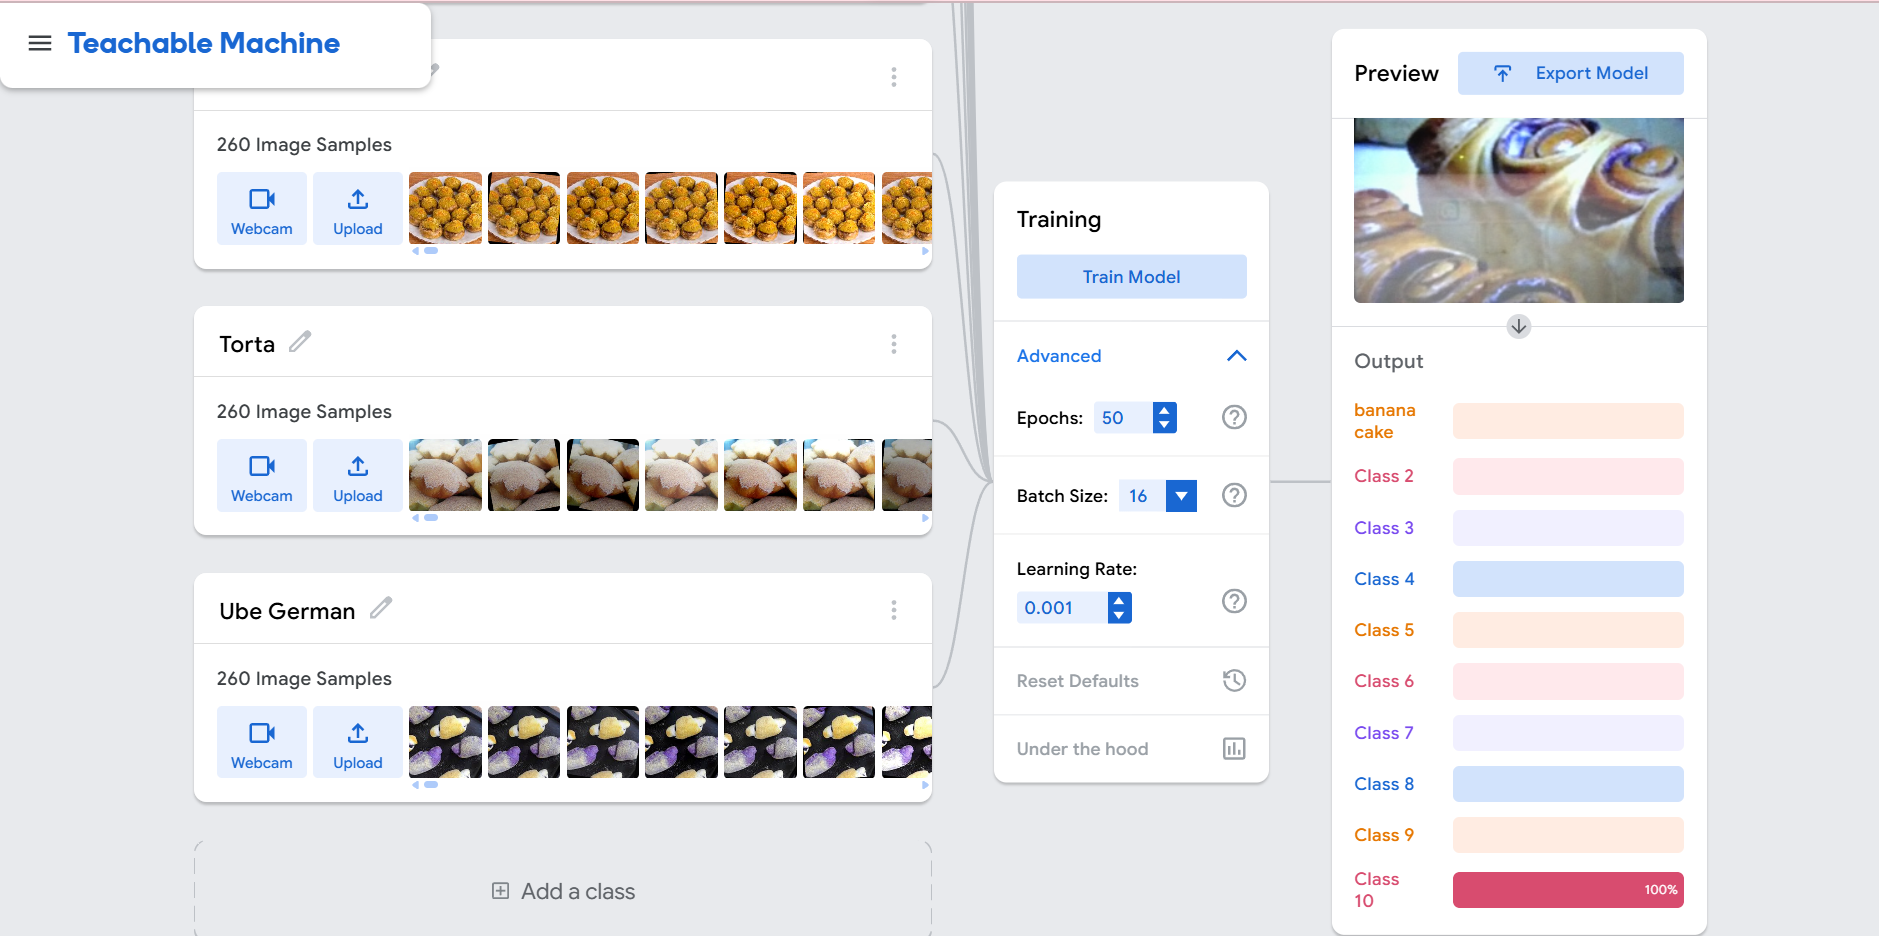 Teachable Machine
260 Image Samples
Webcam
Upload
Torta
260 Image Samples
Webcam
Upload
Ube German
260 Image Samples
Webcam
Upload
Add a class
Training
Train Model
Advanced
Epochs: 50
Batch Size: 16
Learning Rate:
0.001
Reset Defaults
Under the hood
Preview
Export Model
Output
banana
cake
Class 2
Class 3
Class 4
Class 5
Class 6
Class 7
Class 8
Class 9
Class
10
100%